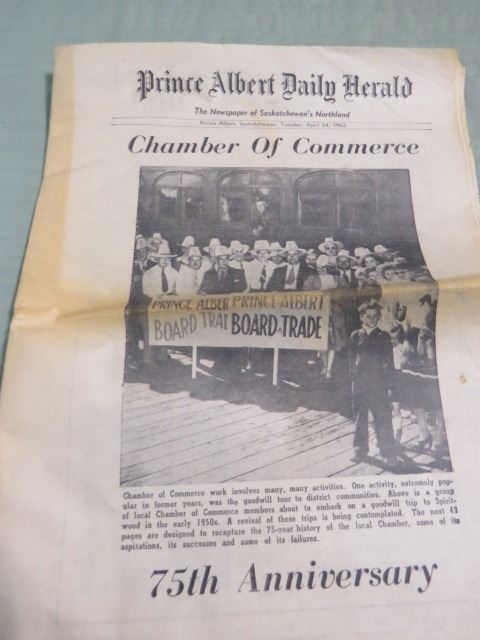 Prince Albert Daily Herald
The Newspaper of Saskatchewan's Northland
Prince Albert, Saskatchewan, Tuesday, April 24, 1962
Chamber Of Commerce
PRINCE ALBER PRINCE ALBERT
BOARD TRAD BOARD & TRADE
Chamber of Commerce work involves many, many activities. One activity, extremely pop-
ular in former years, was the goodwill tour to district communities. Above is a group
of local Chamber of Commerce members about to embark on a goodwill trip to Spirit-
wood in the early 1950s. A revival of these trips is being contemplated. The next 43
pages are designed to recapture the 75-year history of the local Chamber, some of its
aspirations, its successes and some of its failures.
75th Anniversary